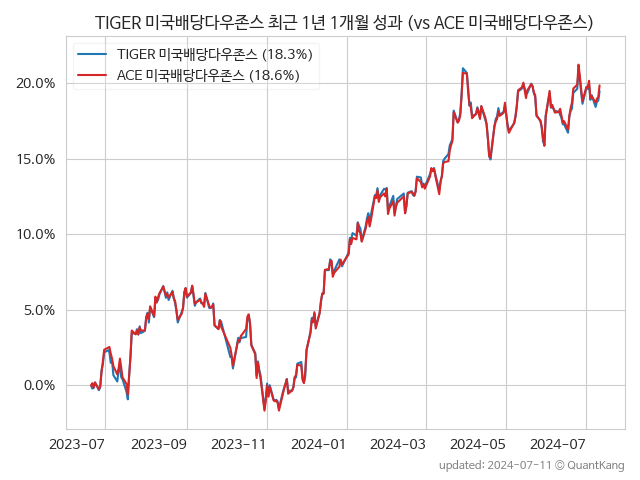 TIGER 미국배당다우존스 최근 1년 1개월 성과 (vs ACE 미국배당다우존스)
TIGER 미국배당다우존스 (18.3%)
ACE 미국배당다우존스 (18.6%)
20.0%
15.0%
10.0%
5.0%
0.0%
2023-07 2023-09 2023-11 2024-01 2024-03 2024-05 2024-07
updated: 2024-07-11 © QuantKang